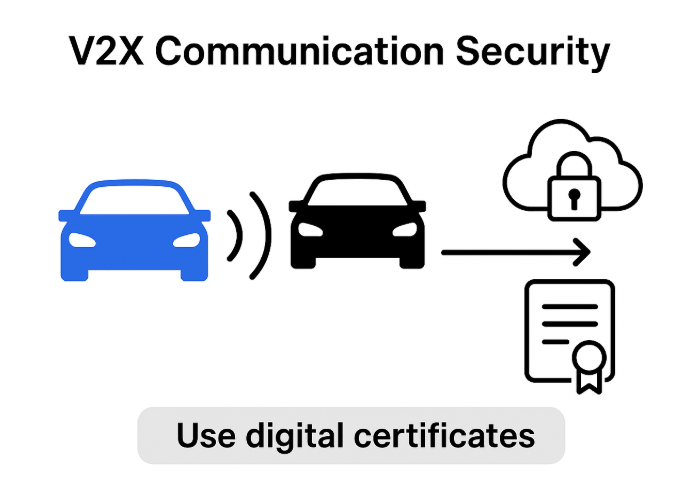 V2X Communication Security
Use digital certificates